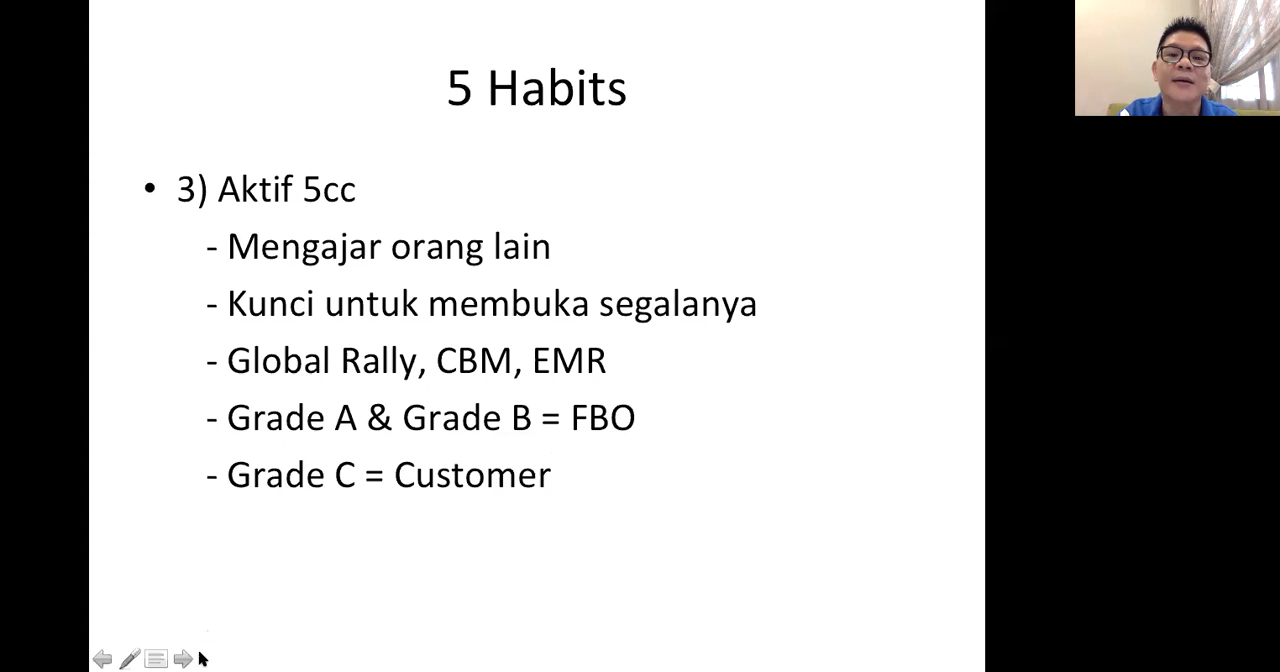 5 Habits
• 3) Aktif 5cc
- Mengajar orang lain
- Kunci untuk membuka segalanya
- Global Rally, CBM, EMR
- Grade A & Grade B = FBO
- Grade C = Customer